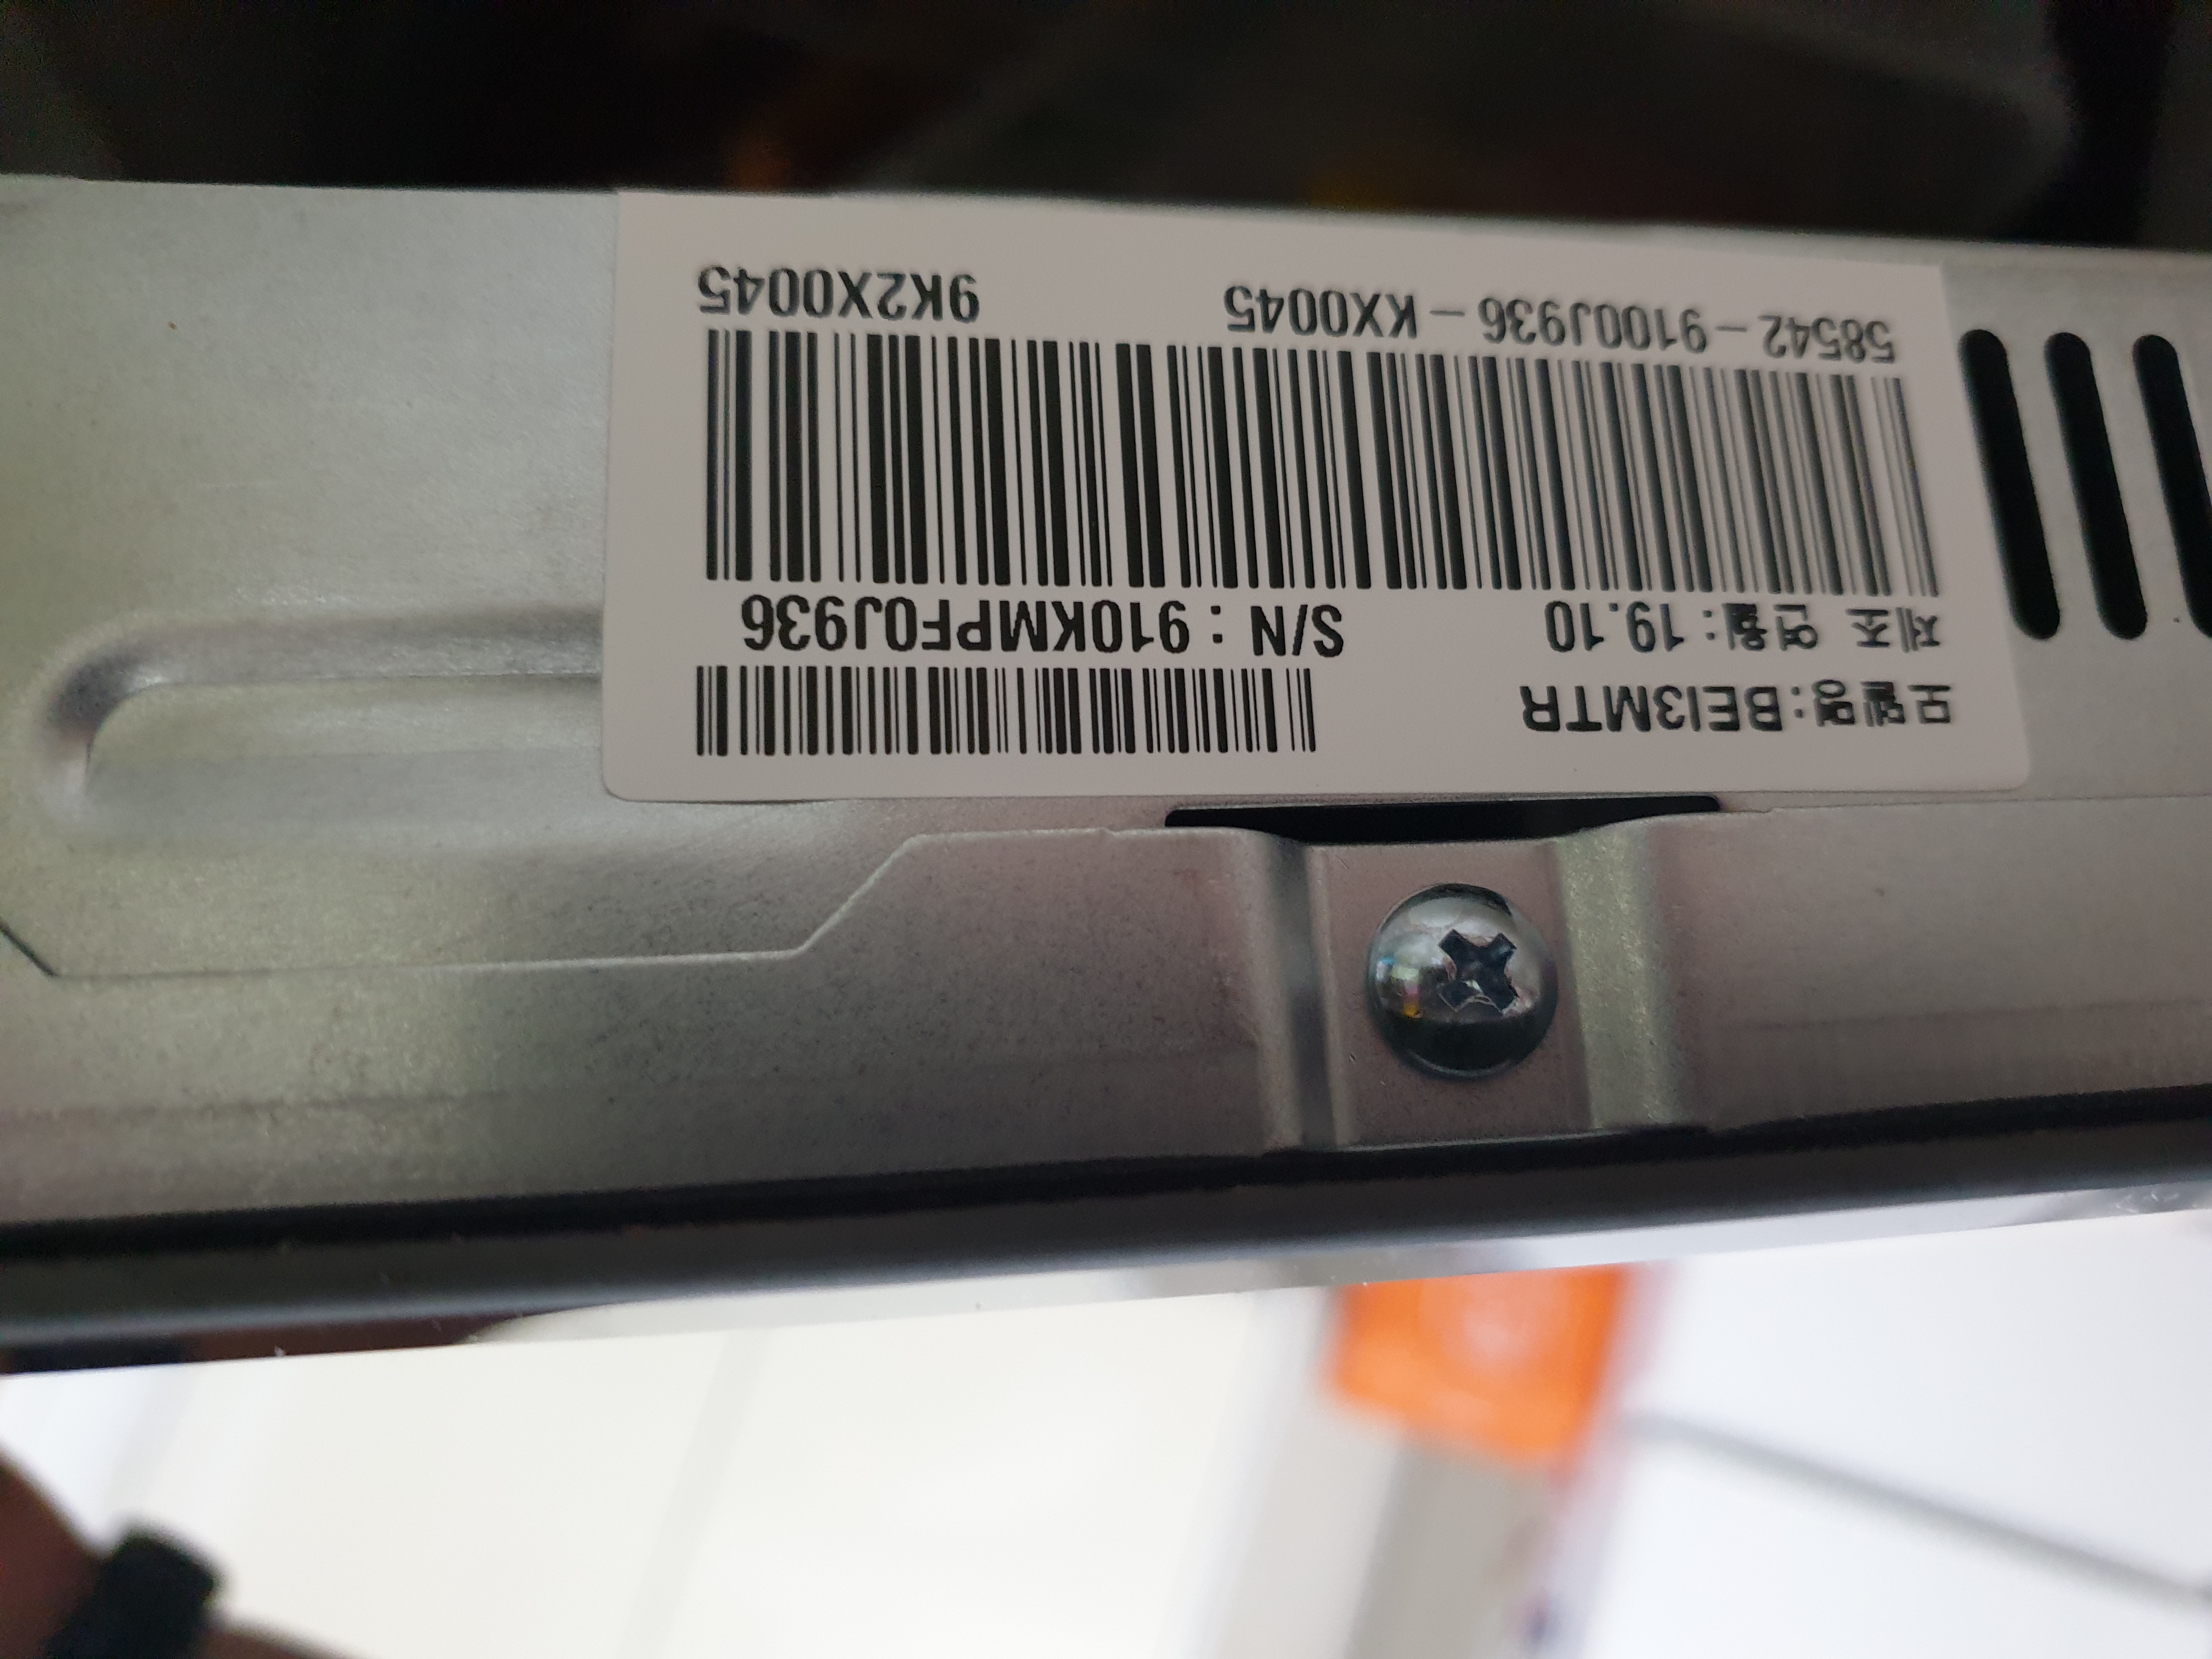 모델명:BEI3MTR
제조 연월: 19.10
S/N : 910KMPF0J936
58542-9100J936-KX0045
9K2X0045